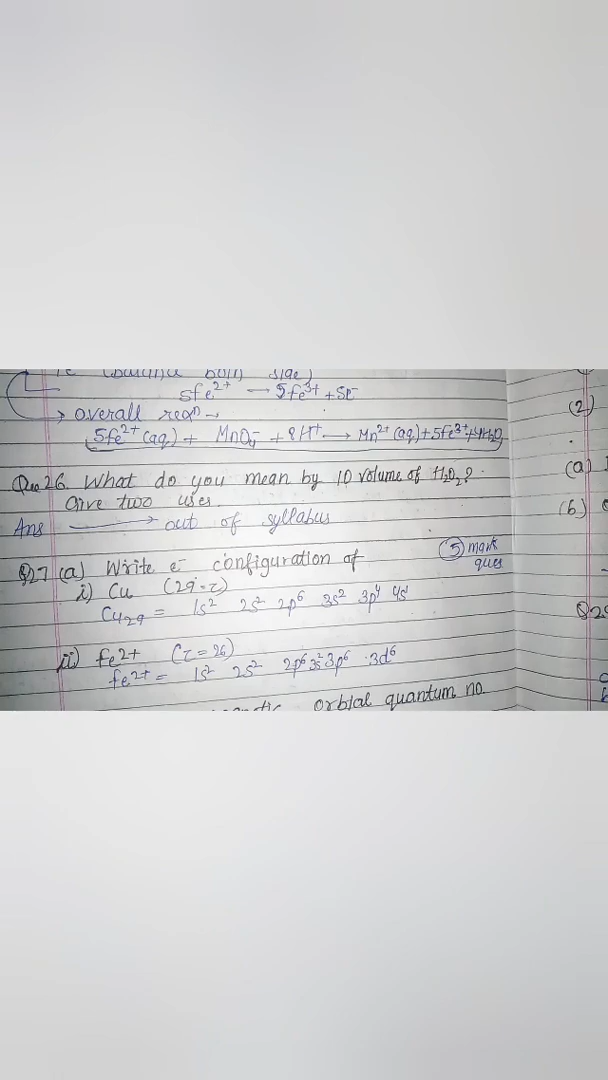 5Fe²⁺ → 5Fe³⁺ + 5e⁻
→ overall reaqn →
5Fe²⁺(aq) + MnO₄⁻ + 8H⁺ → Mn²⁺(aq) + 5Fe³⁺ + 4H₂O
(2)
Que 26. What do you mean by 10 volume of H₂O₂?
Give two uses
(a)
Ans → out of syllabus
(b)
Q27 (a) Write e⁻ configuration of
(5) mark ques
i) Cu (29=z)
Cu29 = 1s² 2s² 2p⁶ 3s² 3p⁴ 4s¹
ii) fe2+ (z=26)
fe2+ = 1s² 2s² 2p⁶ 3s² 3p⁶ 3d⁶
orbial quantum no